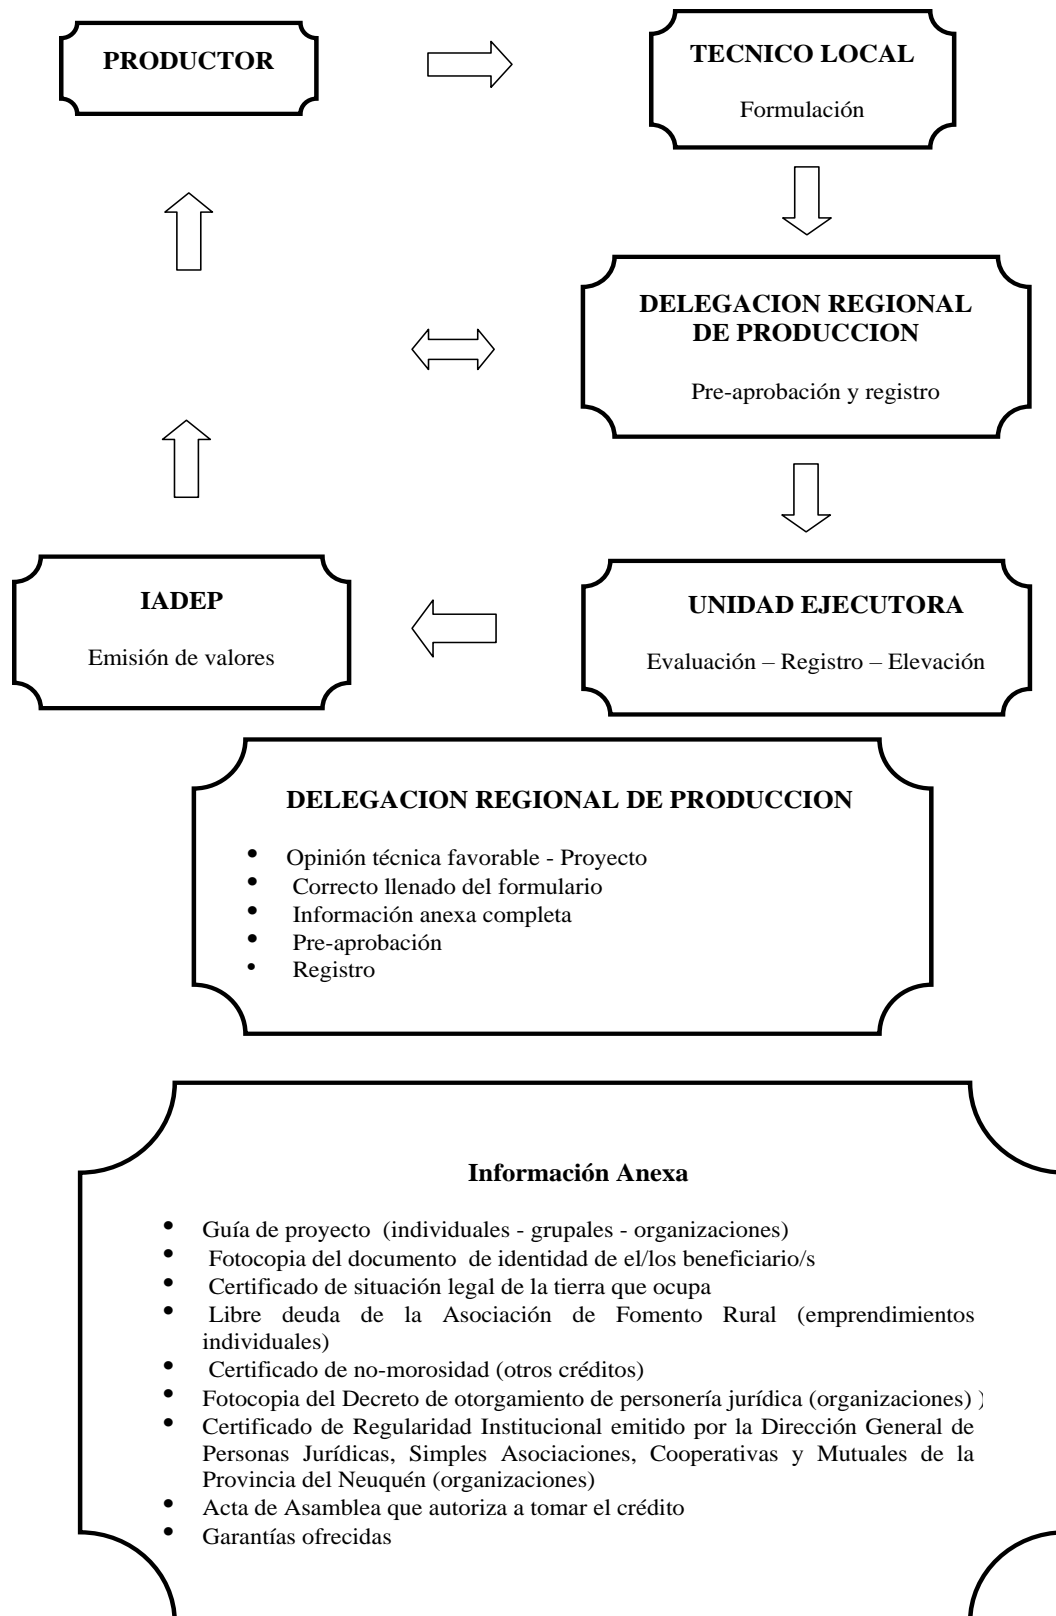 PRODUCTOR
TECNICO LOCAL
Formulación
DELEGACION REGIONAL
DE PRODUCCION
Pre-aprobación y registro
IADEP
Emisión de valores
UNIDAD EJECUTORA
Evaluación – Registro – Elevación
DELEGACION REGIONAL DE PRODUCCION
• Opinión técnica favorable - Proyecto
• Correcto llenado del formulario
• Información anexa completa
• Pre-aprobación
• Registro
Información Anexa
• Guía de proyecto (individuales - grupales - organizaciones)
• Fotocopia del documento de identidad de el/los beneficiario/s
• Certificado de situación legal de la tierra que ocupa
• Libre deuda de la Asociación de Fomento Rural (emprendimientos
individuales)
• Certificado de no-morosidad (otros créditos)
• Fotocopia del Decreto de otorgamiento de personería jurídica (organizaciones) )
• Certificado de Regularidad Institucional emitido por la Dirección General de
Personas Jurídicas, Simples Asociaciones, Cooperativas y Mutuales de la
Provincia del Neuquén (organizaciones)
• Acta de Asamblea que autoriza a tomar el crédito
• Garantías ofrecidas